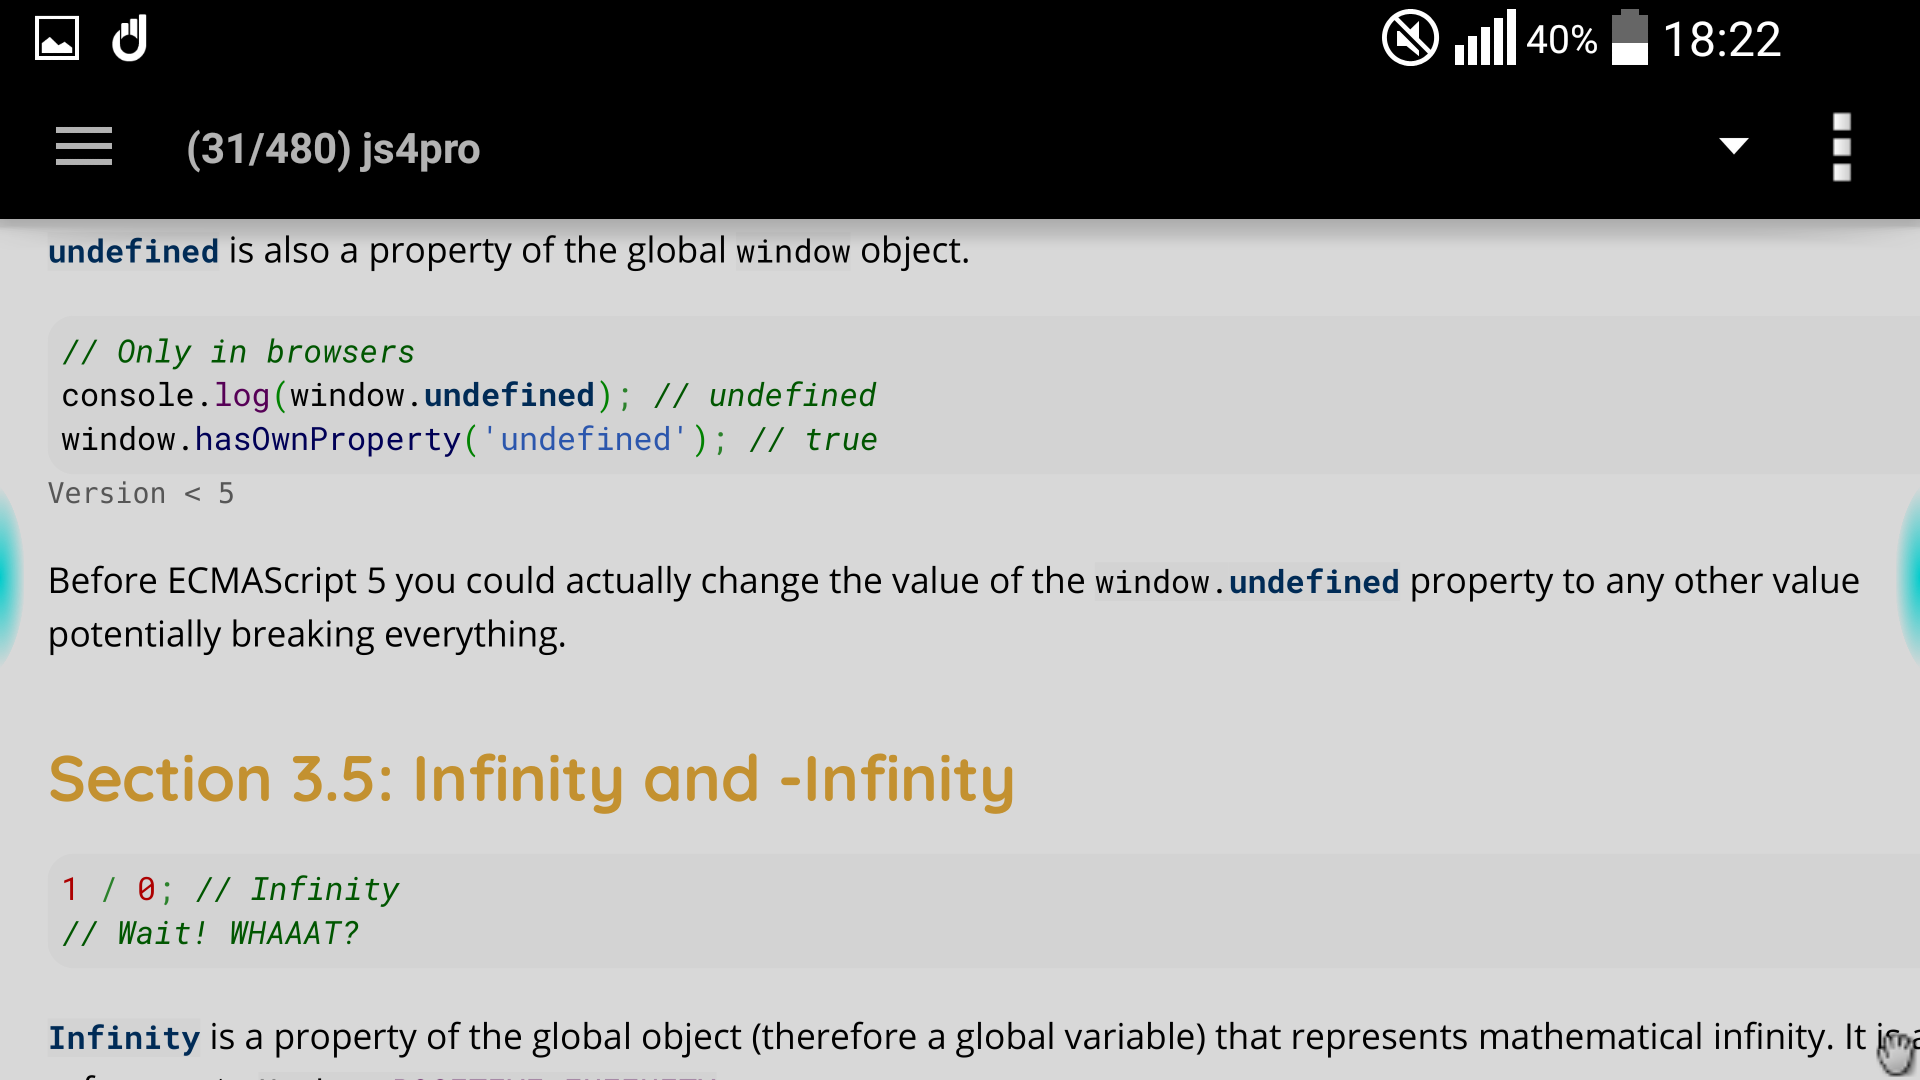 40% 18:22
(31/480) js4pro
undefined is also a property of the global window object.
// Only in browsers
console.log(window.undefined); // undefined
window.hasOwnProperty('undefined'); // true
Version < 5
Before ECMAScript 5 you could actually change the value of the window.undefined property to any other value
potentially breaking everything.
Section 3.5: Infinity and -Infinity
1 / 0; // Infinity
// Wait! WHAAAT?
Infinity is a property of the global object (therefore a global variable) that represents mathematical infinity. It is